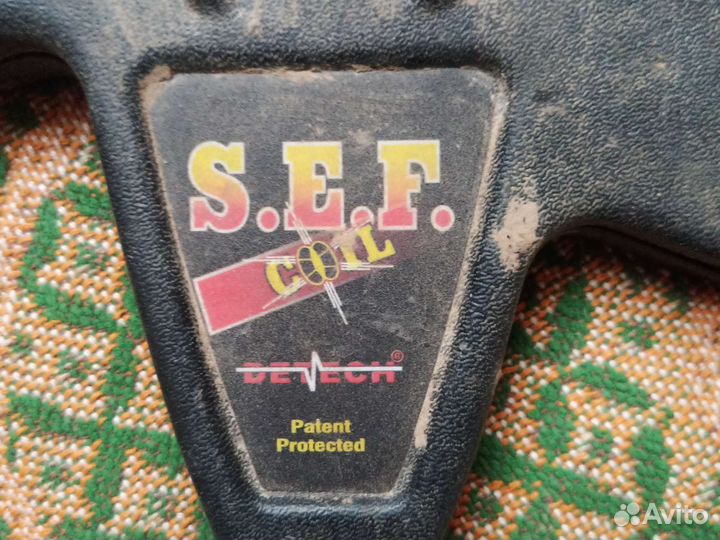 S.E.F.
COIL
DETECH®
Patent
Protected
Avito